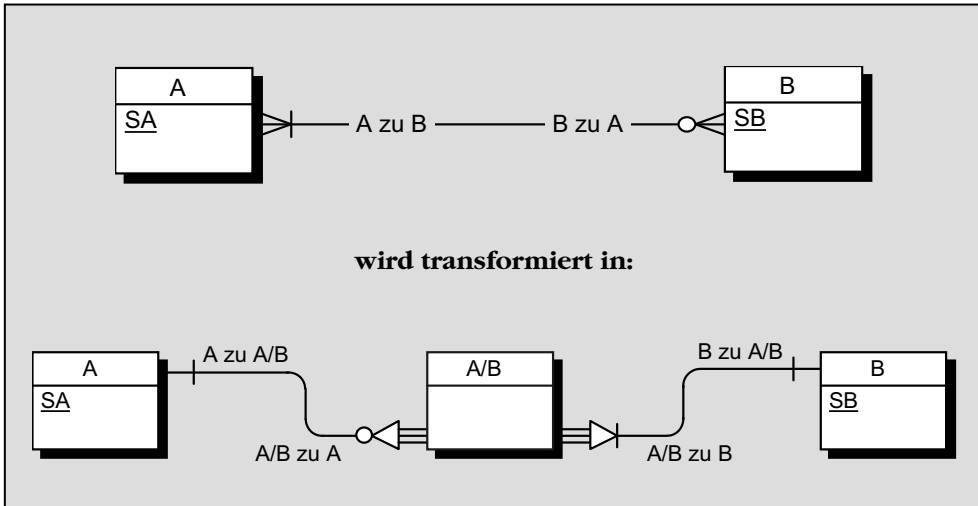 A
SA
A zu B
B zu A
B
SB
wird transformiert in:
A
SA
A zu A/B
A/B zu A
A/B
B zu A/B
A/B zu B
B
SB